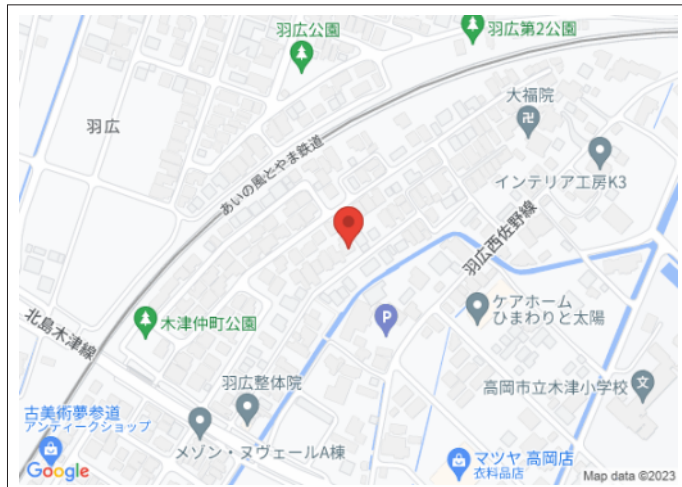 羽広公園
羽広第2公園
大福院
羽広
あいの風とやま鉄道
インテリア工房K3
羽広西佐野線
ケアホーム
ひまわりと太陽
P
木津仲町公園
北島木津線
羽広整体院
高岡市立木津小学校
文
古美術夢参道
アンティークショップ
メゾン・ヌヴェールA棟
マツヤ 高岡店
衣料品店
Google
Map data ©2023